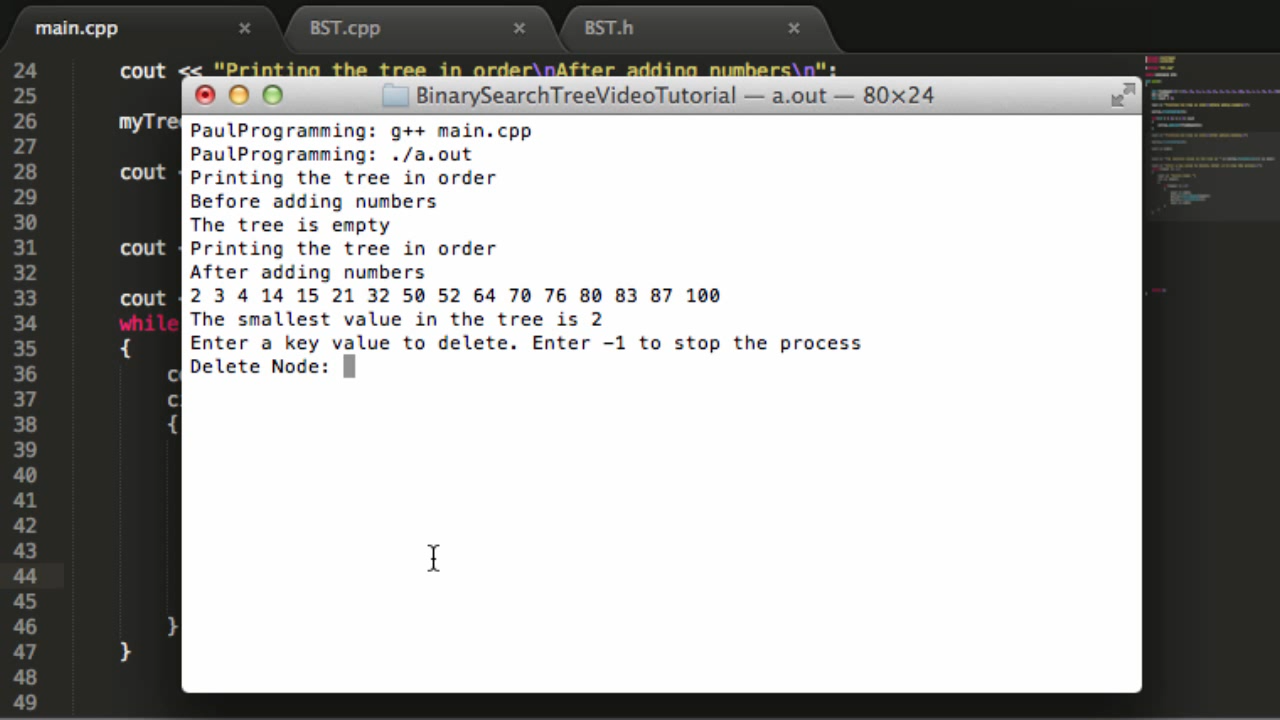 main.cpp × BST.cpp × BST.h ×
24 cout << "Printing the tree in order\nAfter adding numbers\n";
25
26 myTre
27
28 cout
29
30
31 cout
32
33 cout
34 while
35 {
36
37
38 {
39
40
41
42
43
44
45
46 }
47 }
48
49
BinarySearchTreeVideoTutorial — a.out — 80×24
PaulProgramming: g++ main.cpp
PaulProgramming: ./a.out
Printing the tree in order
Before adding numbers
The tree is empty
Printing the tree in order
After adding numbers
2 3 4 14 15 21 32 50 52 64 70 76 80 83 87 100
The smallest value in the tree is 2
Enter a key value to delete. Enter -1 to stop the process
Delete Node: